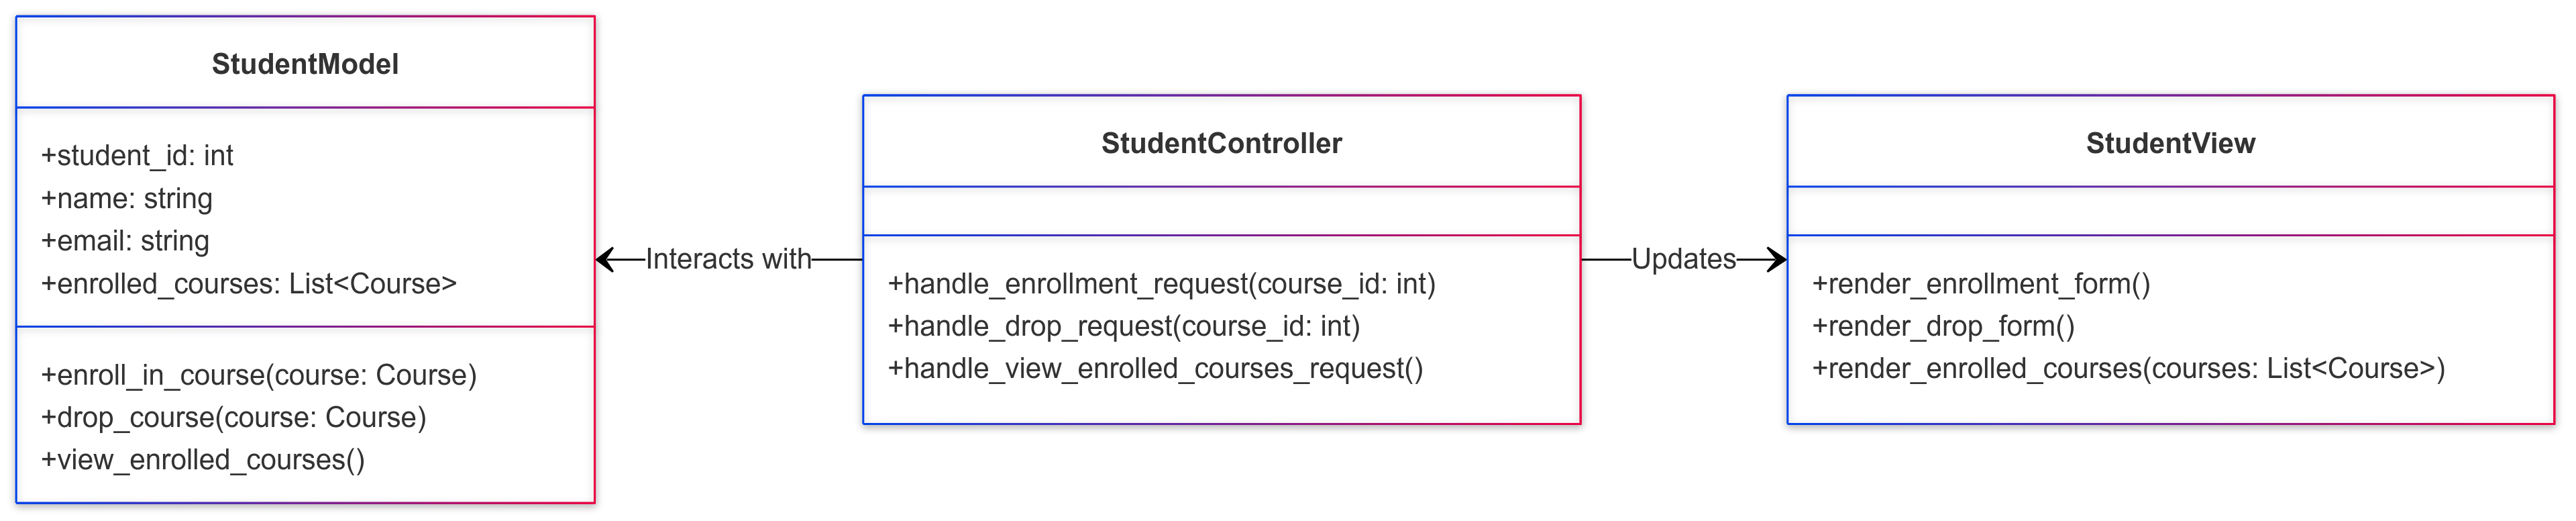 StudentModel
+student_id: int
+name: string
+email: string
+enrolled_courses: List<Course>
+enroll_in_course(course: Course)
+drop_course(course: Course)
+view_enrolled_courses()
Interacts with
StudentController
+handle_enrollment_request(course_id: int)
+handle_drop_request(course_id: int)
+handle_view_enrolled_courses_request()
Updates
StudentView
+render_enrollment_form()
+render_drop_form()
+render_enrolled_courses(courses: List<Course>)